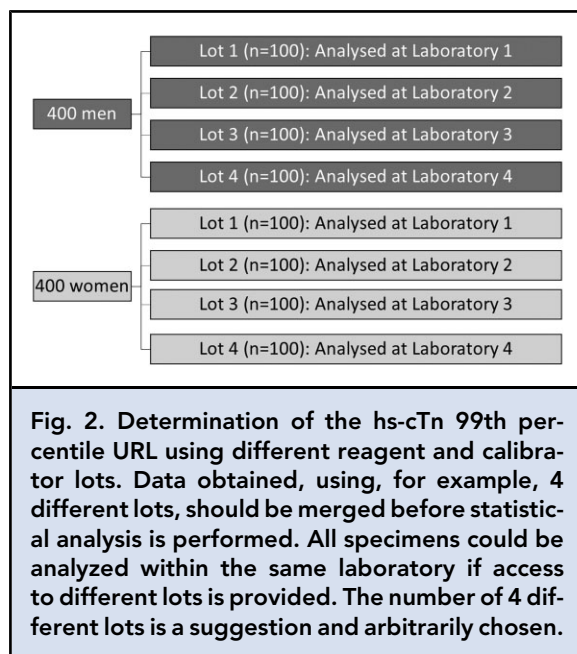 400 men
Lot 1 (n=100): Analysed at Laboratory 1
Lot 2 (n=100): Analysed at Laboratory 2
Lot 3 (n=100): Analysed at Laboratory 3
Lot 4 (n=100): Analysed at Laboratory 4
400 women
Lot 1 (n=100): Analysed at Laboratory 1
Lot 2 (n=100): Analysed at Laboratory 2
Lot 3 (n=100): Analysed at Laboratory 3
Lot 4 (n=100): Analysed at Laboratory 4
Fig. 2. Determination of the hs-cTn 99th per-
centile URL using different reagent and calibra-
tor lots. Data obtained, using, for example, 4
different lots, should be merged before statistic-
al analysis is performed. All specimens could be
analyzed within the same laboratory if access
to different lots is provided. The number of 4 dif-
ferent lots is a suggestion and arbitrarily chosen.